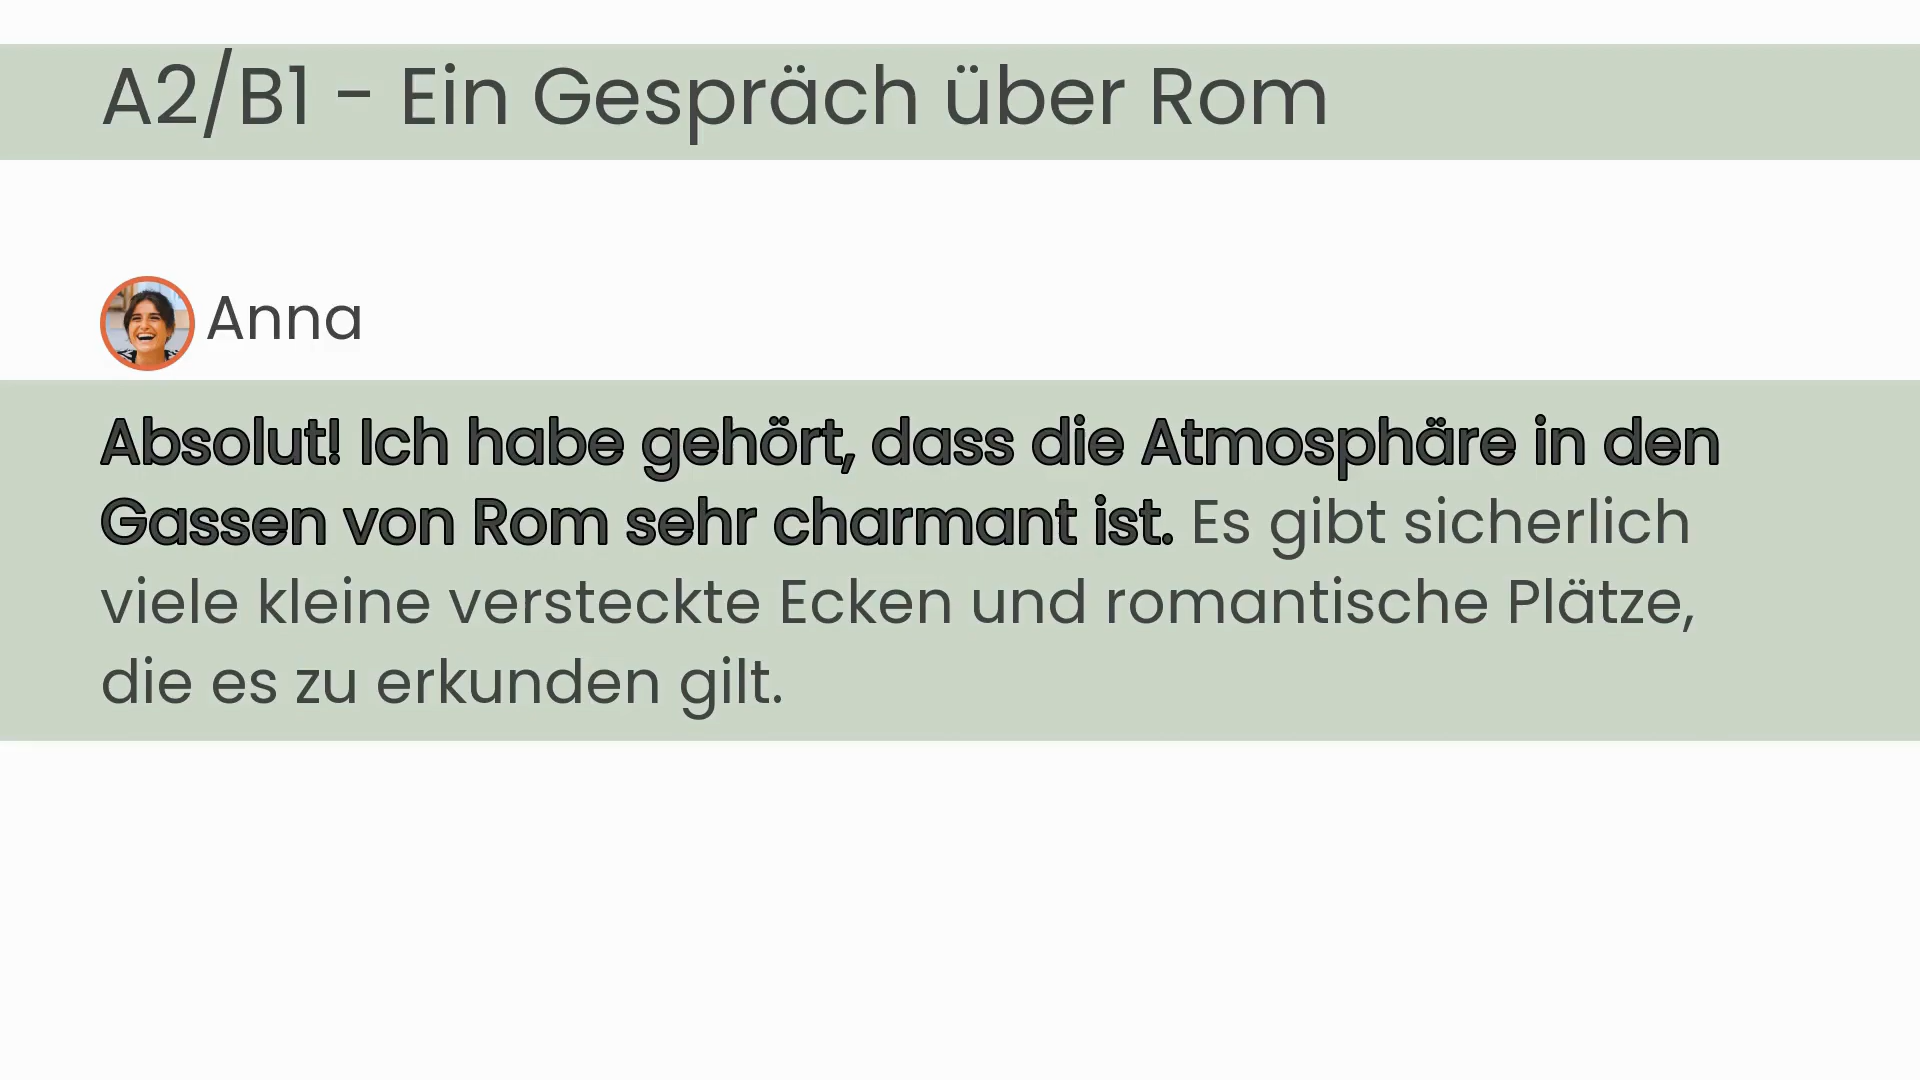 A2/B1 - Ein Gespräch über Rom
Anna
Absolut! Ich habe gehört, dass die Atmosphäre in den
Gassen von Rom sehr charmant ist. Es gibt sicherlich
viele kleine versteckte Ecken und romantische Plätze,
die es zu erkunden gilt.